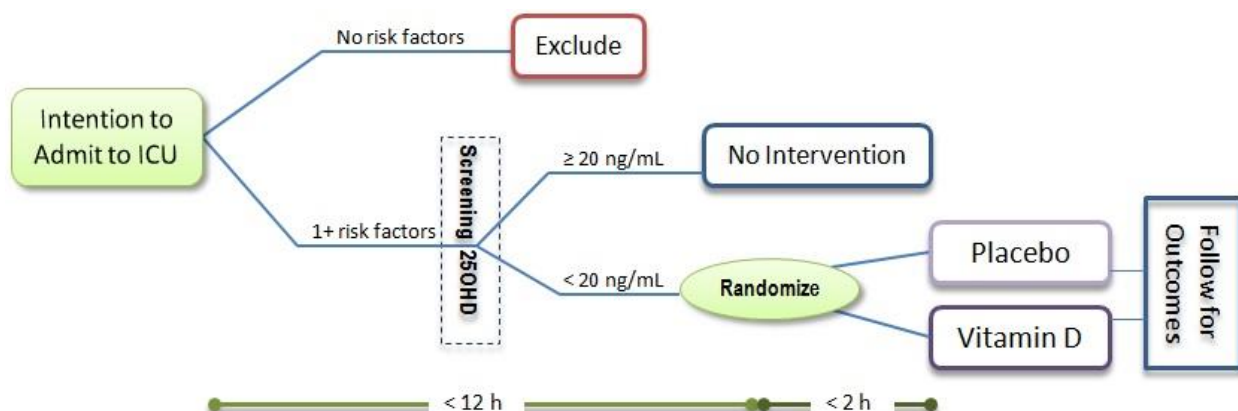 No risk factors
Exclude
Intention to
Admit to ICU
Screening 25OHD
≥ 20 ng/mL
No Intervention
1+ risk factors
< 20 ng/mL
Randomize
Placebo
Vitamin D
Follow for
Outcomes
< 12 h
< 2 h